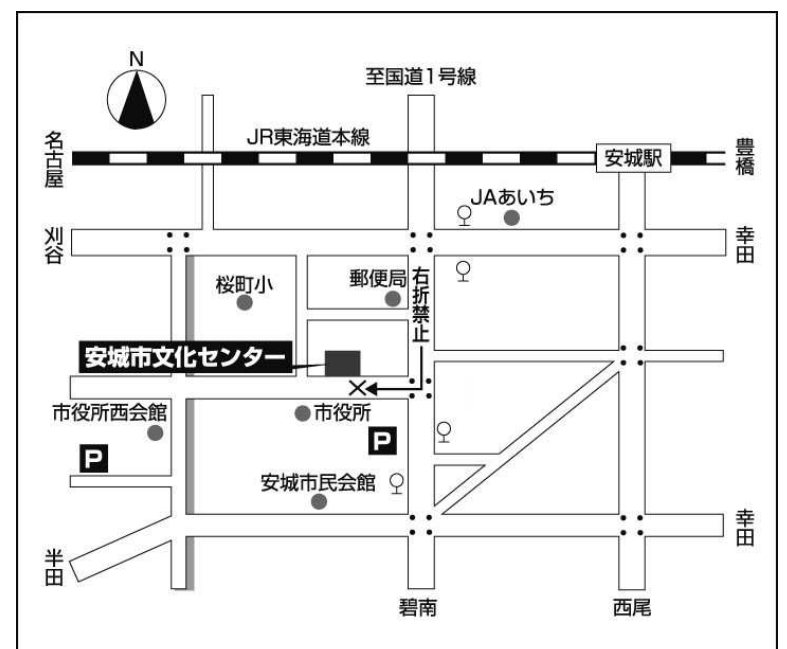 N
至国道1号線
名古屋
JR東海道本線
安城駅
豊橋
JAあいち
刈谷
幸田
桜町小
郵便局
右折禁止
安城市文化センター
市役所西会館
市役所
P
P
安城市民会館
半田
幸田
碧南
西尾